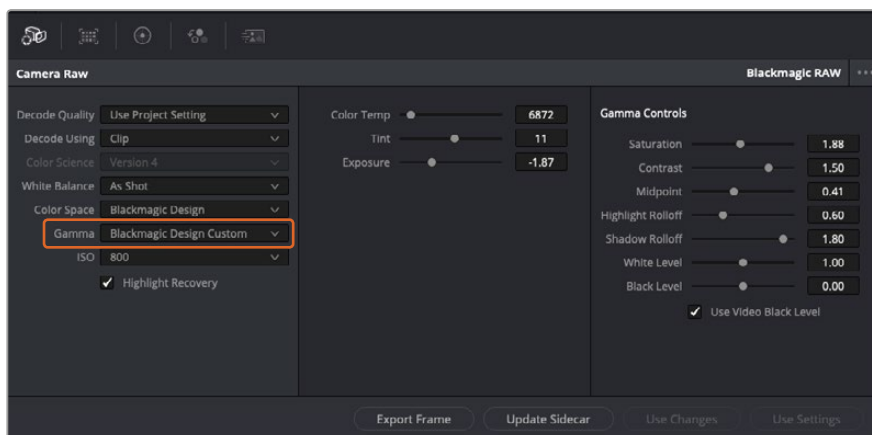 Camera Raw
Blackmagic RAW
Decode Quality Use Project Setting
Decode Using Clip
Color Science Version 4
White Balance As Shot
Color Space Blackmagic Design
Gamma Blackmagic Design Custom
ISO 800
Highlight Recovery
Color Temp 6872
Tint 11
Exposure -1.87
Gamma Controls
Saturation 1.88
Contrast 1.50
Midpoint 0.41
Highlight Rolloff 0.60
Shadow Rolloff 1.80
White Level 1.00
Black Level 0.00
Use Video Black Level
Export Frame
Update Sidecar
Use Changes
Use Settings